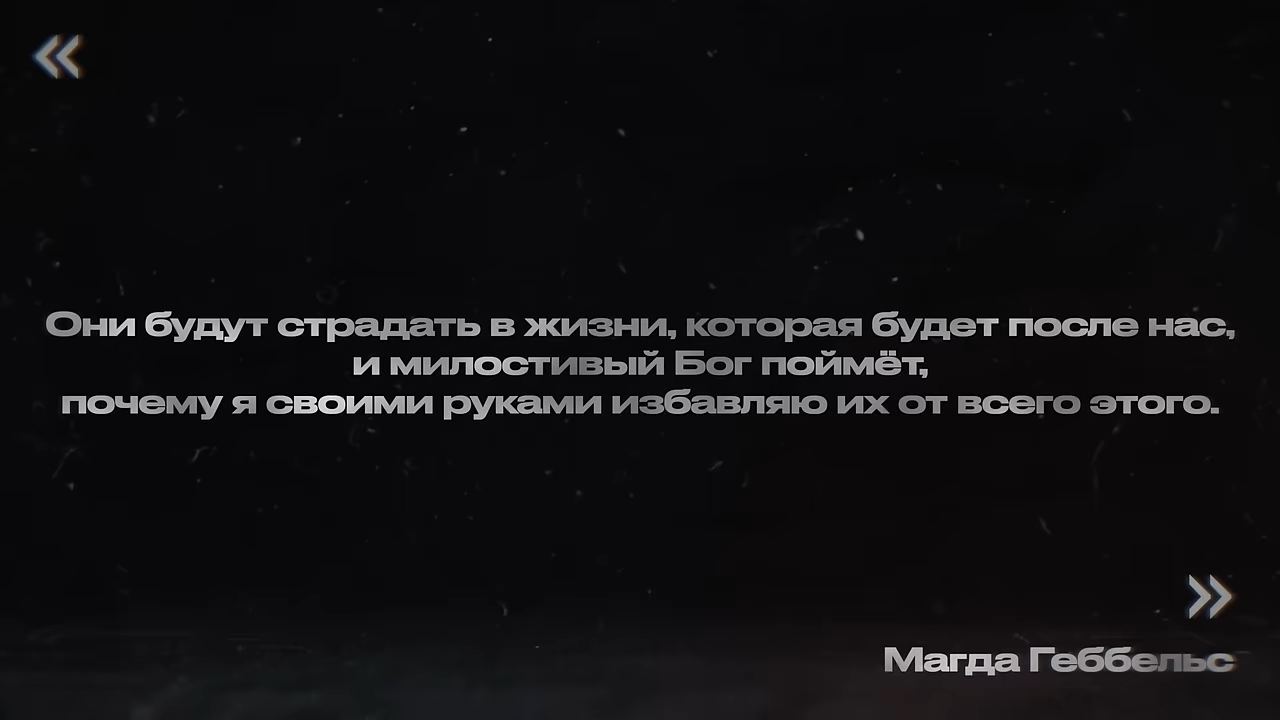 «
Они будут страдать в жизни, которая будет после нас,
и милостивый Бог поймёт,
почему я своими руками избавляю их от всего этого.
»
Магда Геббельс